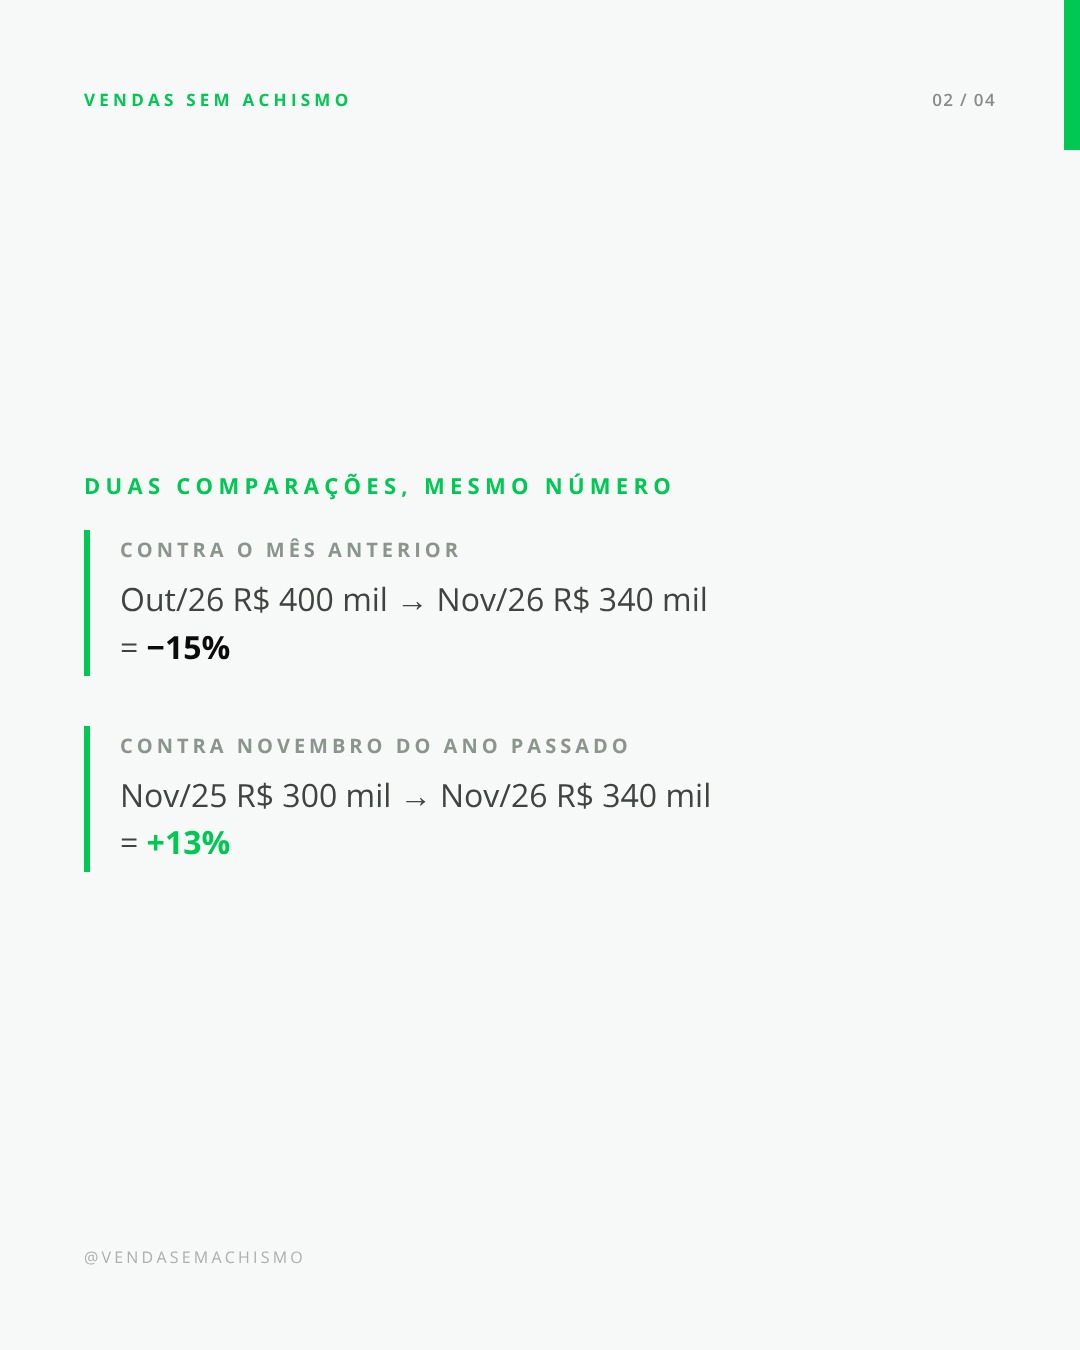 VENDAS SEM ACHISMO
02 / 04
DUAS COMPARAÇÕES, MESMO NÚMERO
CONTRA O MÊS ANTERIOR
Out/26 R$ 400 mil → Nov/26 R$ 340 mil
= −15%
CONTRA NOVEMBRO DO ANO PASSADO
Nov/25 R$ 300 mil → Nov/26 R$ 340 mil
= +13%
@VENDASEMACHISMO